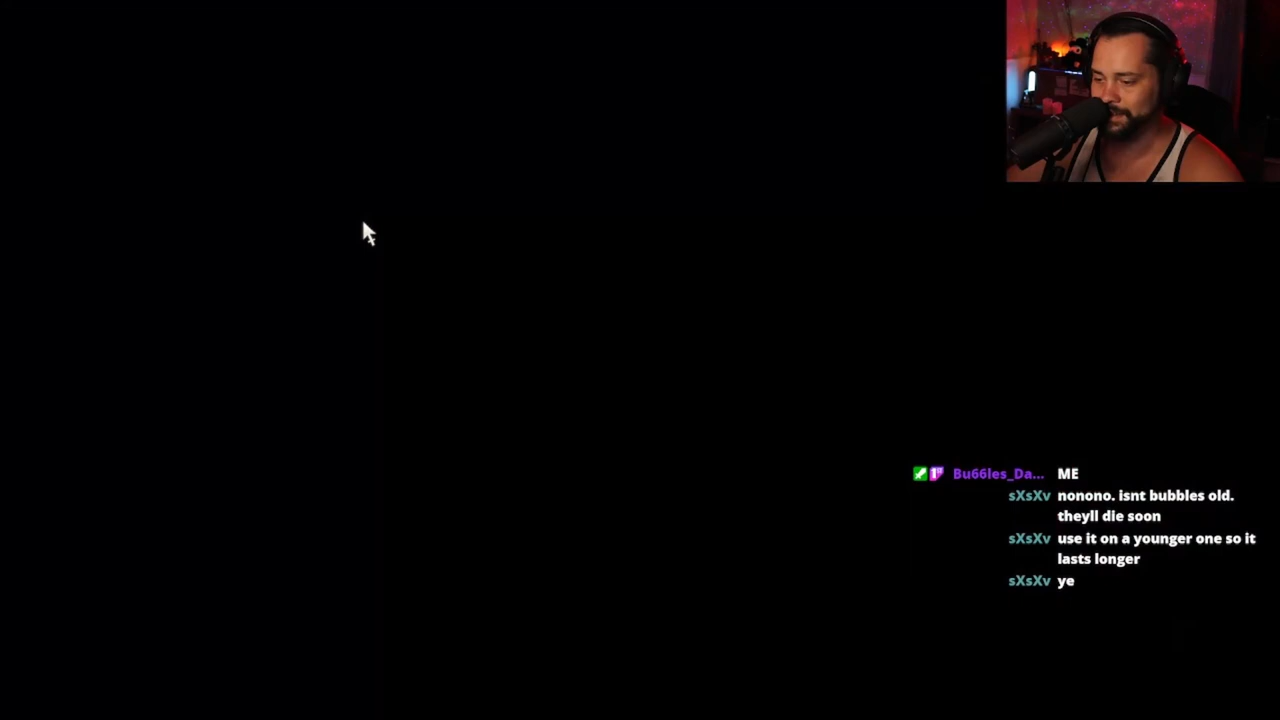 Bu66les_Da... ME
sXsXv nonono. isnt bubbles old.
theyll die soon
sXsXv use it on a younger one so it
lasts longer
sXsXv ye